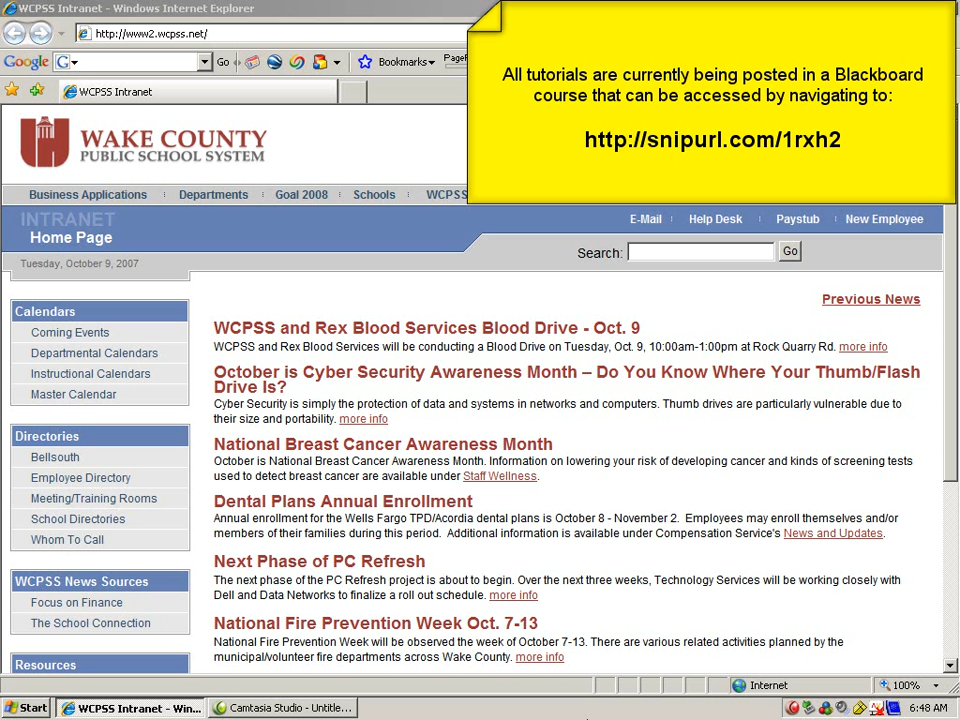 WCPSS Intranet - Windows Internet Explorer
http://www2.wcpss.net/
Google G Go Bookmarks
WCPSS Intranet
All tutorials are currently being posted in a Blackboard
course that can be accessed by navigating to:
http://snipurl.com/1rxh2
WAKE COUNTY
PUBLIC SCHOOL SYSTEM
Business Applications Departments Goal 2008 Schools WCPSS
INTRANET
Home Page
E-Mail Help Desk Paystub New Employee
Search: Go
Tuesday, October 9, 2007
Previous News
Calendars
Coming Events
Departmental Calendars
Instructional Calendars
Master Calendar
Directories
Bellsouth
Employee Directory
Meeting/Training Rooms
School Directories
Whom To Call
WCPSS News Sources
Focus on Finance
The School Connection
Resources
WCPSS and Rex Blood Services Blood Drive - Oct. 9
WCPSS and Rex Blood Services will be conducting a Blood Drive on Tuesday, Oct. 9, 10:00am-1:00pm at Rock Quarry Rd. more info
October is Cyber Security Awareness Month – Do You Know Where Your Thumb/Flash
Drive Is?
Cyber Security is simply the protection of data and systems in networks and computers. Thumb drives are particularly vulnerable due to
their size and portability. more info
National Breast Cancer Awareness Month
October is National Breast Cancer Awareness Month. Information on lowering your risk of developing cancer and kinds of screening tests
used to detect breast cancer are available under Staff Wellness.
Dental Plans Annual Enrollment
Annual enrollment for the Wells Fargo TPD/Acordia dental plans is October 8 - November 2. Employees may enroll themselves and/or
members of their families during this period. Additional information is available under Compensation Service's News and Updates.
Next Phase of PC Refresh
The next phase of the PC Refresh project is about to begin. Over the next three weeks, Technology Services will be working closely with
Dell and Data Networks to finalize a roll out schedule. more info
National Fire Prevention Week Oct. 7-13
National Fire Prevention Week will be observed the week of October 7-13. There are various related activities planned by the
municipal/volunteer fire departments across Wake County. more info
Internet 100%
Start WCPSS Intranet - Win... Camtasia Studio - Untitle... 6:48 AM